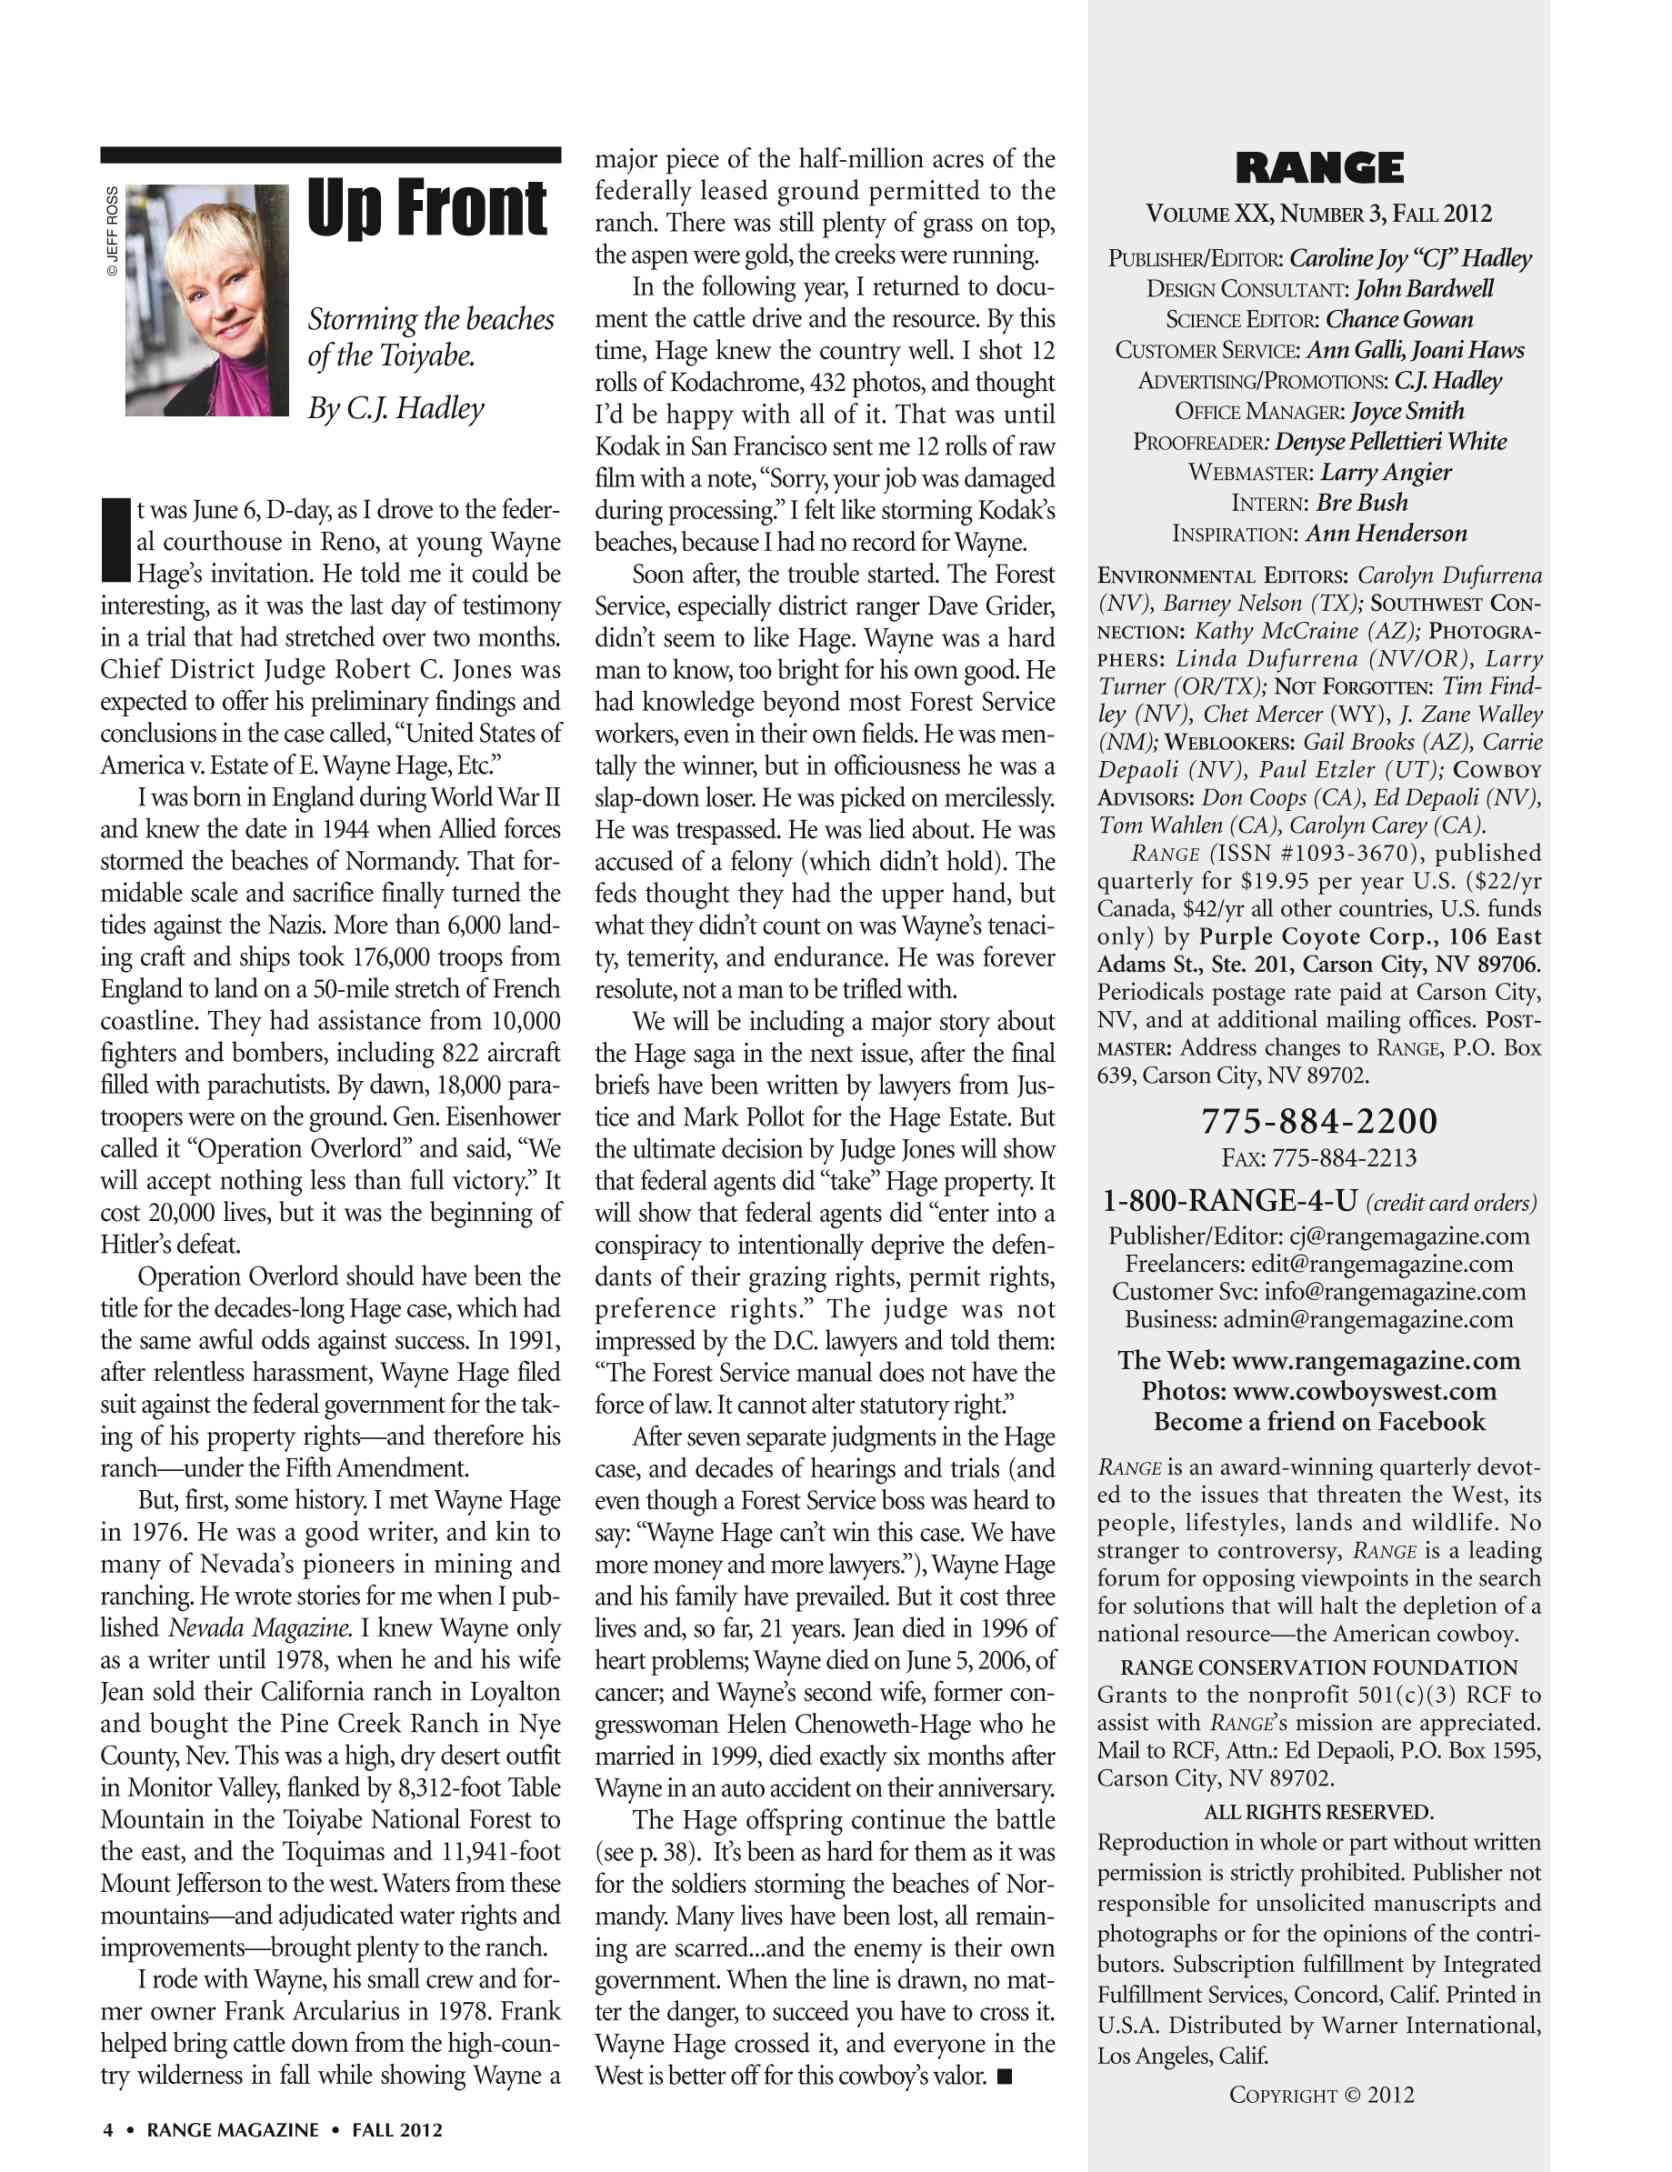 © JEFF ROSS
Up Front
Storming the beaches
of the Toiyabe.
By C.J. Hadley
It was June 6, D-day, as I drove to the feder-
al courthouse in Reno, at young Wayne
Hage's invitation. He told me it could be
interesting, as it was the last day of testimony
in a trial that had stretched over two months.
Chief District Judge Robert C. Jones was
expected to offer his preliminary findings and
conclusions in the case called, "United States of
America v. Estate of E. Wayne Hage, Etc."
I was born in England during World War II
and knew the date in 1944 when Allied forces
stormed the beaches of Normandy. That for-
midable scale and sacrifice finally turned the
tides against the Nazis. More than 6,000 land-
ing craft and ships took 176,000 troops from
England to land on a 50-mile stretch of French
coastline. They had assistance from 10,000
fighters and bombers, including 822 aircraft
filled with parachutists. By dawn, 18,000 para-
troopers were on the ground. Gen. Eisenhower
called it "Operation Overlord" and said, "We
will accept nothing less than full victory." It
cost 20,000 lives, but it was the beginning of
Hitler's defeat.
Operation Overlord should have been the
title for the decades-long Hage case, which had
the same awful odds against success. In 1991,
after relentless harassment, Wayne Hage filed
suit against the federal government for the tak-
ing of his property rights—and therefore his
ranch—under the Fifth Amendment.
But, first, some history. I met Wayne Hage
in 1976. He was a good writer, and kin to
many of Nevada's pioneers in mining and
ranching. He wrote stories for me when I pub-
lished Nevada Magazine. I knew Wayne only
as a writer until 1978, when he and his wife
Jean sold their California ranch in Loyalton
and bought the Pine Creek Ranch in Nye
County, Nev. This was a high, dry desert outfit
in Monitor Valley, flanked by 8,312-foot Table
Mountain in the Toiyabe National Forest to
the east, and the Toquimas and 11,941-foot
Mount Jefferson to the west. Waters from these
mountains—and adjudicated water rights and
improvements—brought plenty to the ranch.
I rode with Wayne, his small crew and for-
mer owner Frank Arcularius in 1978. Frank
helped bring cattle down from the high-coun-
try wilderness in fall while showing Wayne a
major piece of the half-million acres of the
federally leased ground permitted to the
ranch. There was still plenty of grass on top,
the aspen were gold, the creeks were running.
In the following year, I returned to docu-
ment the cattle drive and the resource. By this
time, Hage knew the country well. I shot 12
rolls of Kodachrome, 432 photos, and thought
I'd be happy with all of it. That was until
Kodak in San Francisco sent me 12 rolls of raw
film with a note, "Sorry, your job was damaged
during processing." I felt like storming Kodak's
beaches, because I had no record for Wayne.
Soon after, the trouble started. The Forest
Service, especially district ranger Dave Grider,
didn't seem to like Hage. Wayne was a hard
man to know, too bright for his own good. He
had knowledge beyond most Forest Service
workers, even in their own fields. He was men-
tally the winner, but in officiousness he was a
slap-down loser. He was picked on mercilessly.
He was trespassed. He was lied about. He was
accused of a felony (which didn't hold). The
feds thought they had the upper hand, but
what they didn't count on was Wayne's tenaci-
ty, temerity, and endurance. He was forever
resolute, not a man to be trifled with.
We will be including a major story about
the Hage saga in the next issue, after the final
briefs have been written by lawyers from Jus-
tice and Mark Pollot for the Hage Estate. But
the ultimate decision by Judge Jones will show
that federal agents did "take" Hage property. It
will show that federal agents did "enter into a
conspiracy to intentionally deprive the defen-
dants of their grazing rights, permit rights,
preference rights." The judge was not
impressed by the D.C. lawyers and told them:
"The Forest Service manual does not have the
force of law. It cannot alter statutory right."
After seven separate judgments in the Hage
case, and decades of hearings and trials (and
even though a Forest Service boss was heard to
say: "Wayne Hage can't win this case. We have
more money and more lawyers."), Wayne Hage
and his family have prevailed. But it cost three
lives and, so far, 21 years. Jean died in 1996 of
heart problems; Wayne died on June 5, 2006, of
cancer; and Wayne's second wife, former con-
gresswoman Helen Chenoweth-Hage who he
married in 1999, died exactly six months after
Wayne in an auto accident on their anniversary.
The Hage offspring continue the battle
(see p. 38). It's been as hard for them as it was
for the soldiers storming the beaches of Nor-
mandy. Many lives have been lost, all remain-
ing are scarred...and the enemy is their own
government. When the line is drawn, no mat-
ter the danger, to succeed you have to cross it.
Wayne Hage crossed it, and everyone in the
West is better off for this cowboy's valor. ■
RANGE
VOLUME XX, NUMBER 3, FALL 2012
PUBLISHER/EDITOR: Caroline Joy "CJ" Hadley
DESIGN CONSULTANT: John Bardwell
SCIENCE EDITOR: Chance Gowan
CUSTOMER SERVICE: Ann Galli, Joani Haws
ADVERTISING/PROMOTIONS: C.J. Hadley
OFFICE MANAGER: Joyce Smith
PROOFREADER: Denyse Pellettieri White
WEBMASTER: Larry Angier
INTERN: Bre Bush
INSPIRATION: Ann Henderson
ENVIRONMENTAL EDITORS: Carolyn Dufurrena
(NV), Barney Nelson (TX); SOUTHWEST CON-
NECTION: Kathy McCraine (AZ); PHOTOGRA-
PHERS: Linda Dufurrena (NV/OR), Larry
Turner (OR/TX); NOT FORGOTTEN: Tim Find-
ley (NV), Chet Mercer (WY), J. Zane Walley
(NM); WEBLOOKERS: Gail Brooks (AZ), Carrie
Depaoli (NV), Paul Etzler (UT); COWBOY
ADVISORS: Don Coops (CA), Ed Depaoli (NV),
Tom Wahlen (CA), Carolyn Carey (CA).
RANGE (ISSN #1093-3670), published
quarterly for $19.95 per year U.S. ($22/yr
Canada, $42/yr all other countries, U.S. funds
only) by Purple Coyote Corp., 106 East
Adams St., Ste. 201, Carson City, NV 89706.
Periodicals postage rate paid at Carson City,
NV, and at additional mailing offices. POST-
MASTER: Address changes to RANGE, P.O. Box
639, Carson City, NV 89702.
775-884-2200
FAX: 775-884-2213
1-800-RANGE-4-U (credit card orders)
Publisher/Editor: cj@rangemagazine.com
Freelancers: edit@rangemagazine.com
Customer Svc: info@rangemagazine.com
Business: admin@rangemagazine.com
The Web: www.rangemagazine.com
Photos: www.cowboyswest.com
Become a friend on Facebook
RANGE is an award-winning quarterly devot-
ed to the issues that threaten the West, its
people, lifestyles, lands and wildlife. No
stranger to controversy, RANGE is a leading
forum for opposing viewpoints in the search
for solutions that will halt the depletion of a
national resource—the American cowboy.
RANGE CONSERVATION FOUNDATION
Grants to the nonprofit 501(c)(3) RCF to
assist with RANGE's mission are appreciated.
Mail to RCF, Attn.: Ed Depaoli, P.O. Box 1595,
Carson City, NV 89702.
ALL RIGHTS RESERVED.
Reproduction in whole or part without written
permission is strictly prohibited. Publisher not
responsible for unsolicited manuscripts and
photographs or for the opinions of the contri-
butors. Subscription fulfillment by Integrated
Fulfillment Services, Concord, Calif. Printed in
U.S.A. Distributed by Warner International,
Los Angeles, Calif.
COPYRIGHT © 2012
4 • RANGE MAGAZINE • FALL 2012